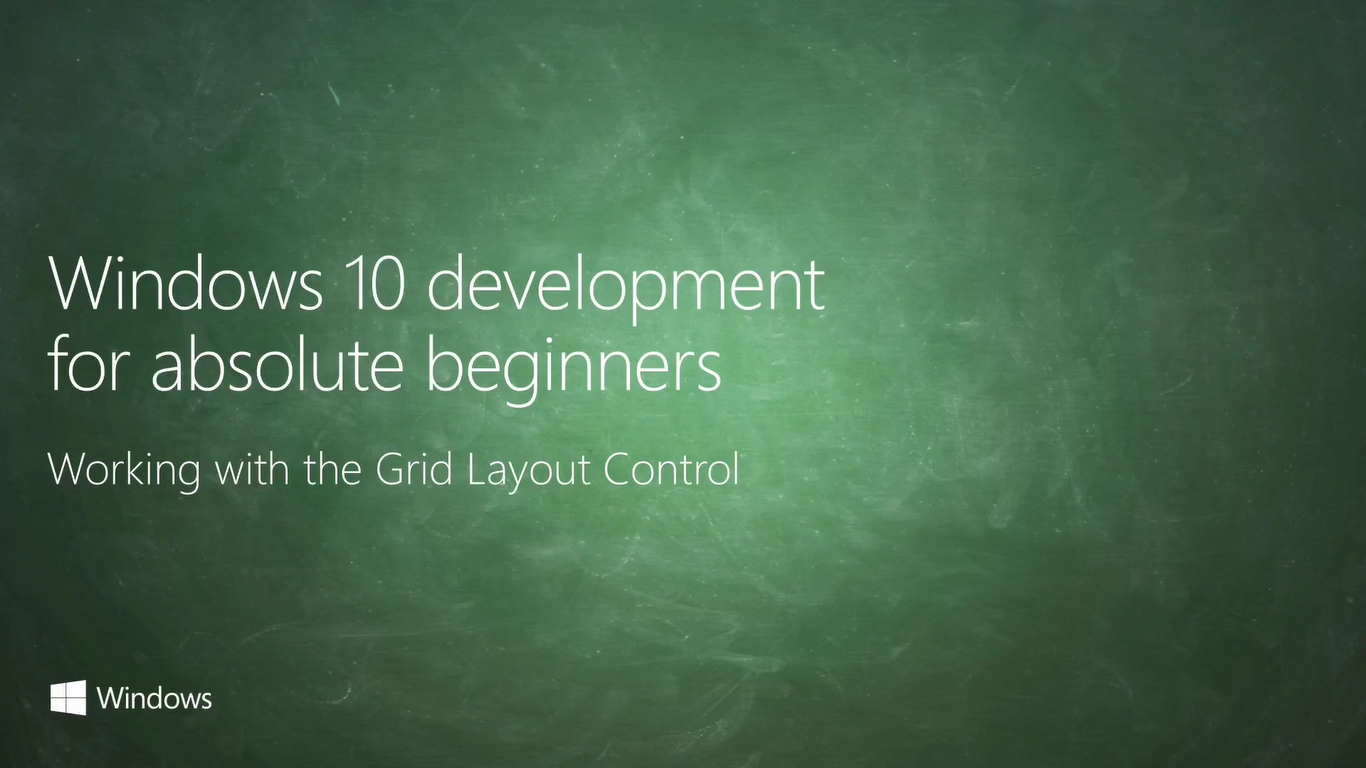 Windows 10 development
for absolute beginners
Working with the Grid Layout Control
Windows